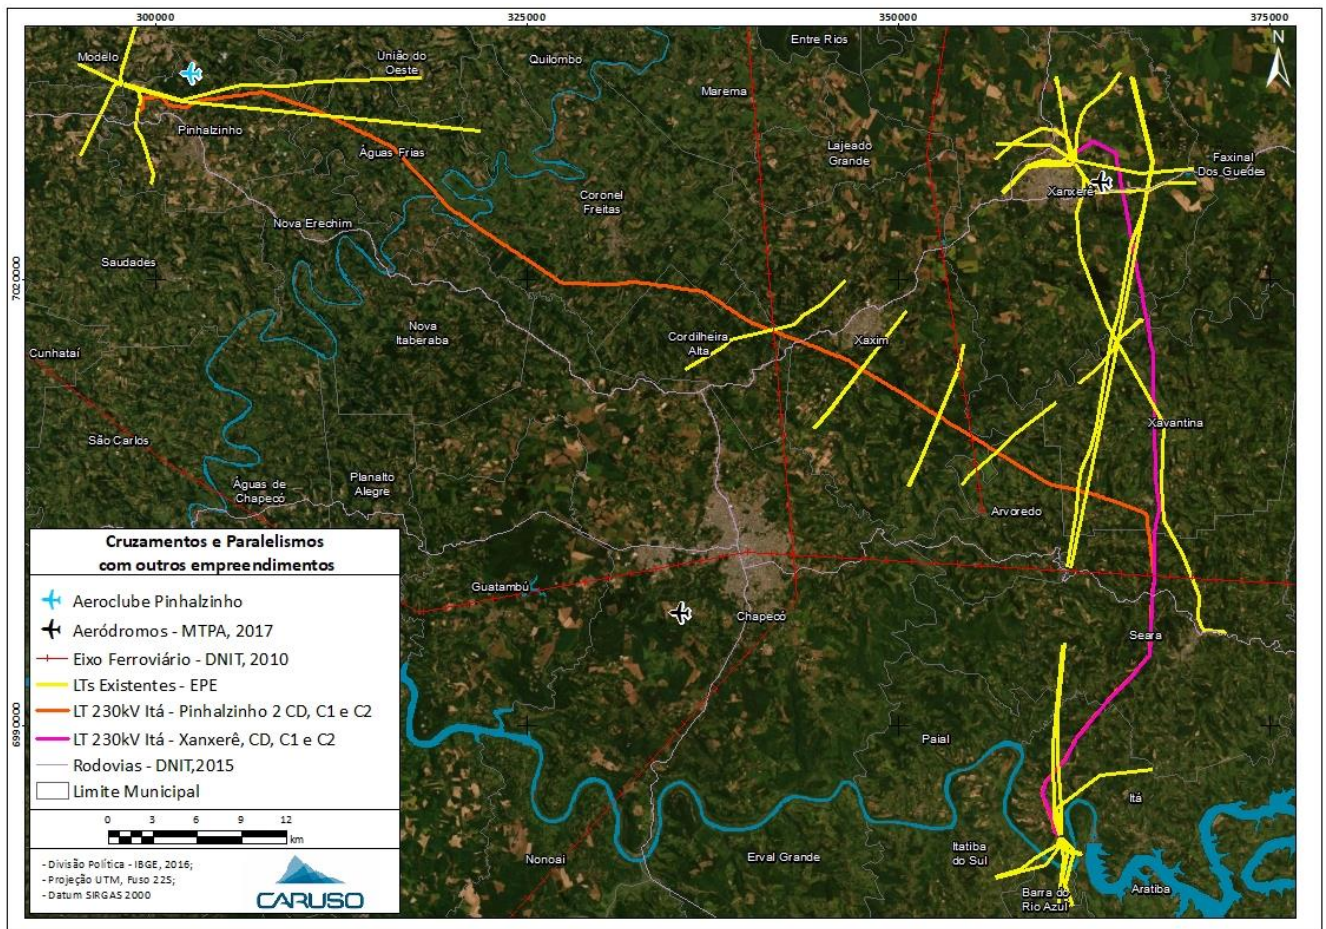 300000
325000
350000
375000
N
Entre Rios
Modelo
União do
Oeste
Quilombo
Marema
Pinhalzinho
Águas Frias
Lajeado
Grande
Faxinal
Dos Guedes
Xanxerê
Coronel
Freitas
Nova Erechim
Saudades
7020000
Nova
Itaberaba
Cordilheira
Alta
Xaxim
Cunhataí
São Carlos
Xavantina
Planalto
Alegre
Águas de
Chapecó
Arvoredo
Guatambú
Chapecó
Seara
6990000
Paial
Itá
Nonoai
Erval Grande
Itatiba
do Sul
Barra do
Rio Azul
Aratiba
Cruzamentos e Paralelismos
com outros empreendimentos
Aeroclube Pinhalzinho
Aeródromos - MTPA, 2017
Eixo Ferroviário - DNIT, 2010
LTs Existentes - EPE
LT 230kV Itá - Pinhalzinho 2 CD, C1 e C2
LT 230kV Itá - Xanxerê, CD, C1 e C2
Rodovias - DNIT,2015
Limite Municipal
0 3 6 9 12
km
- Divisão Política - IBGE, 2016;
- Projeção UTM, Fuso 22S;
- Datum SIRGAS 2000
CARUSO